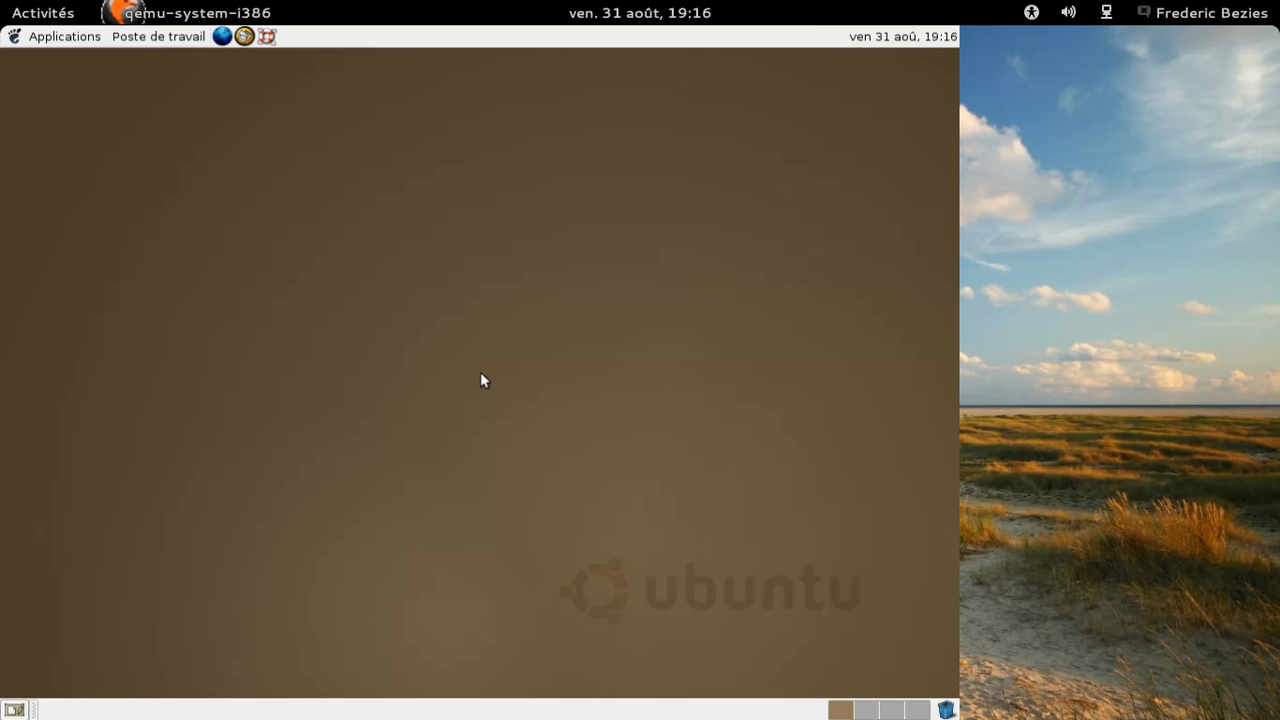 Activités qemu-system-i386 ven. 31 août, 19:16 Frederic Bezies
Applications Poste de travail ven 31 aoû, 19:16
ubuntu